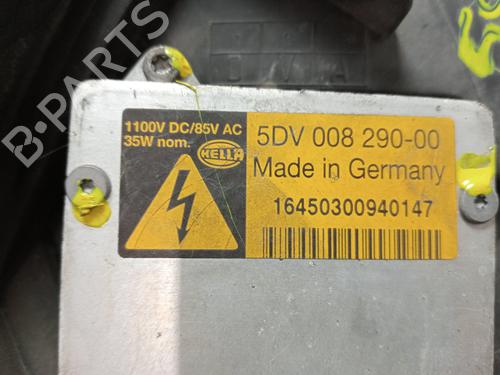 B-PARTS
1100V DC/85V AC
35W nom.
HELLA
5DV 008 290-00
Made in Germany
16450300940147